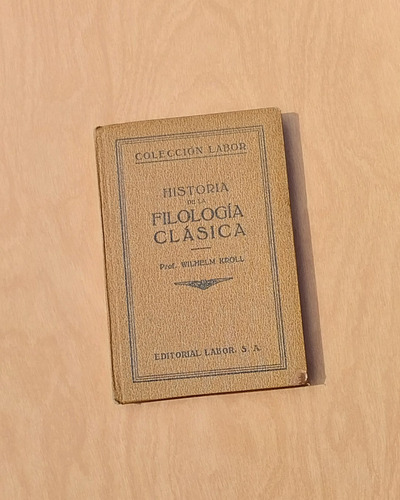 COLECCIÓN LABOR
HISTORIA
DE LA
FILOLOGÍA
CLÁSICA
Prof. WILHELM KROLL
EDITORIAL LABOR, S. A.